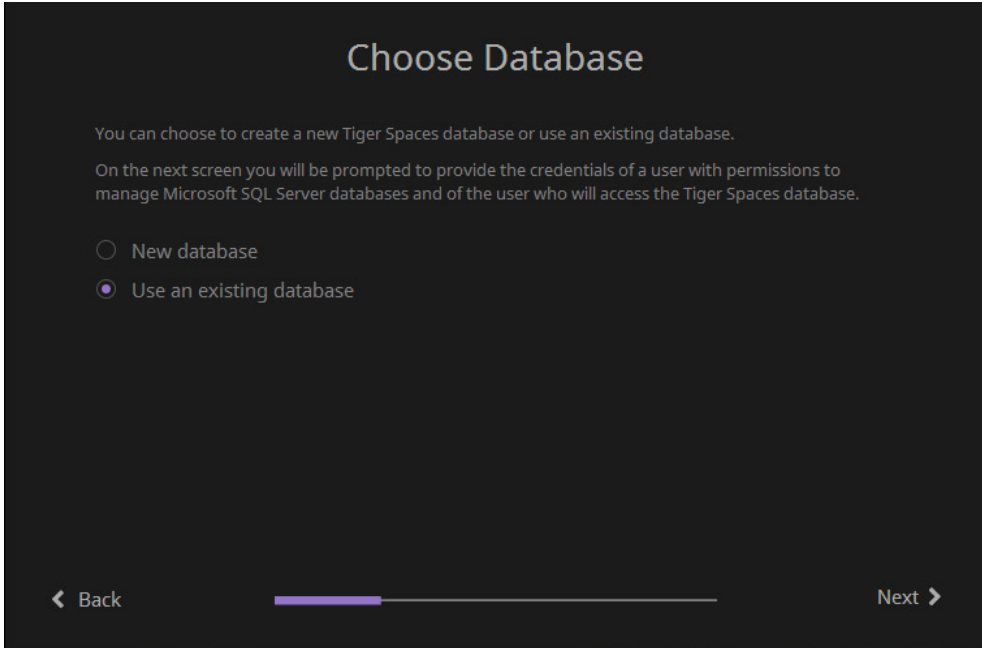 Choose Database
You can choose to create a new Tiger Spaces database or use an existing database.
On the next screen you will be prompted to provide the credentials of a user with permissions to
manage Microsoft SQL Server databases and of the user who will access the Tiger Spaces database.
New database
Use an existing database
Back
Next